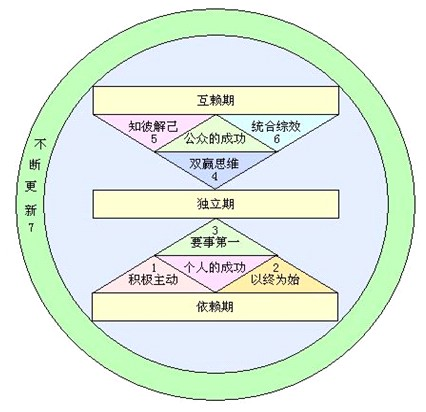 互赖期
知彼解己
5
公众的成功
统合综效
6
双赢思维
4
不断更新7
独立期
3
要事第一
1
积极主动
个人的成功
2
以终为始
依赖期